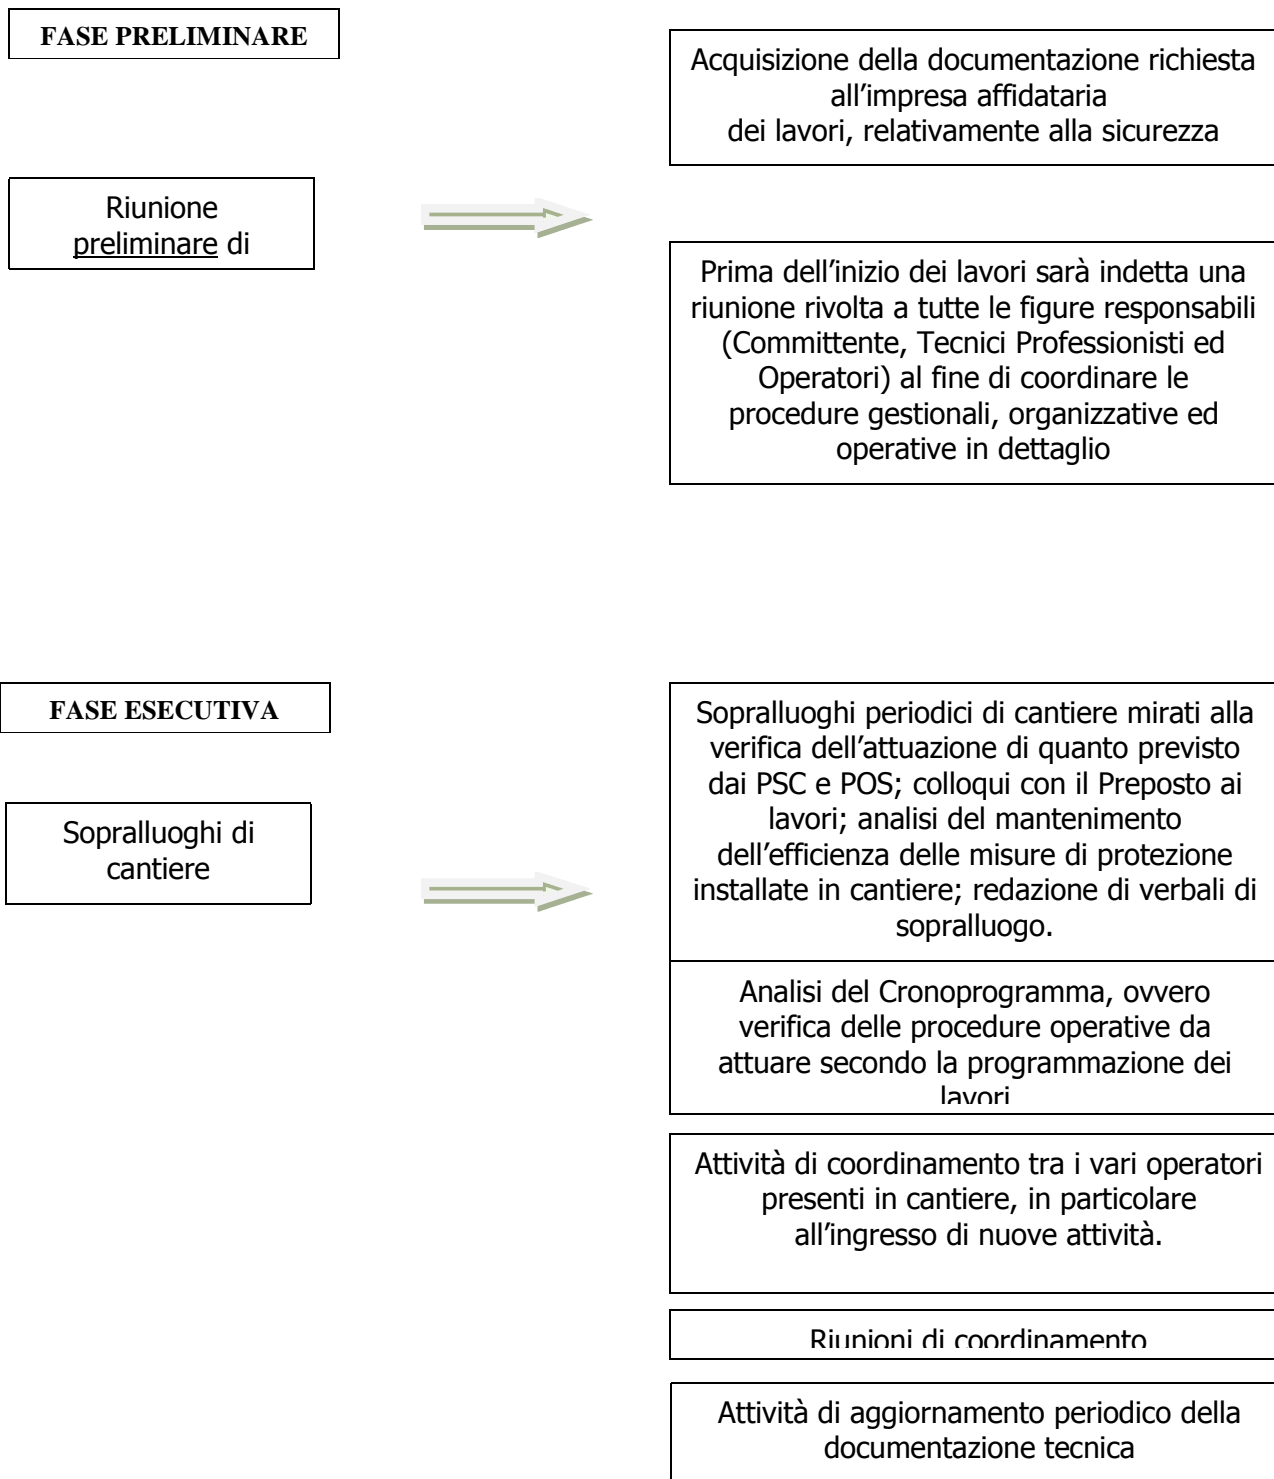 FASE PRELIMINARE
Acquisizione della documentazione richiesta
all’impresa affidataria
dei lavori, relativamente alla sicurezza
Riunione
preliminare di
Prima dell’inizio dei lavori sarà indetta una
riunione rivolta a tutte le figure responsabili
(Committente, Tecnici Professionisti ed
Operatori) al fine di coordinare le
procedure gestionali, organizzative ed
operative in dettaglio
FASE ESECUTIVA
Sopralluoghi di
cantiere
Sopralluoghi periodici di cantiere mirati alla
verifica dell’attuazione di quanto previsto
dai PSC e POS; colloqui con il Preposto ai
lavori; analisi del mantenimento
dell’efficienza delle misure di protezione
installate in cantiere; redazione di verbali di
sopralluogo.
Analisi del Cronoprogramma, ovvero
verifica delle procedure operative da
attuare secondo la programmazione dei
lavori
Attività di coordinamento tra i vari operatori
presenti in cantiere, in particolare
all’ingresso di nuove attività.
Riunioni di coordinamento
Attività di aggiornamento periodico della
documentazione tecnica